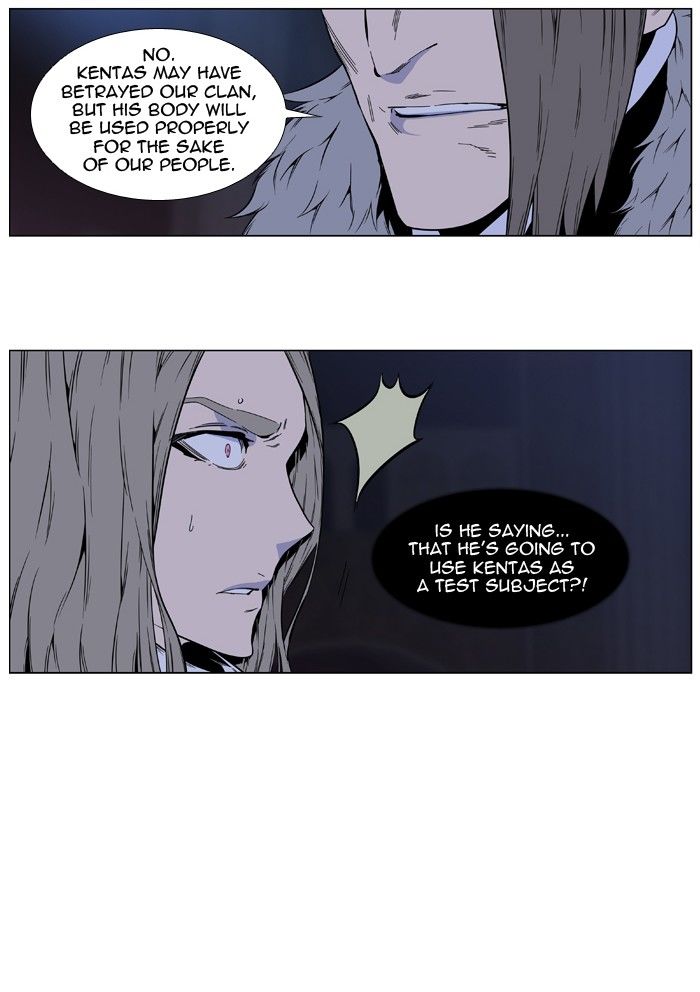 NO.
KENTAS MAY HAVE
BETRAYED OUR CLAN,
BUT HIS BODY WILL
BE USED PROPERLY
FOR THE SAKE
OF OUR PEOPLE.
IS HE SAYING...
THAT HE'S GOING TO
USE KENTAS AS
A TEST SUBJECT?!